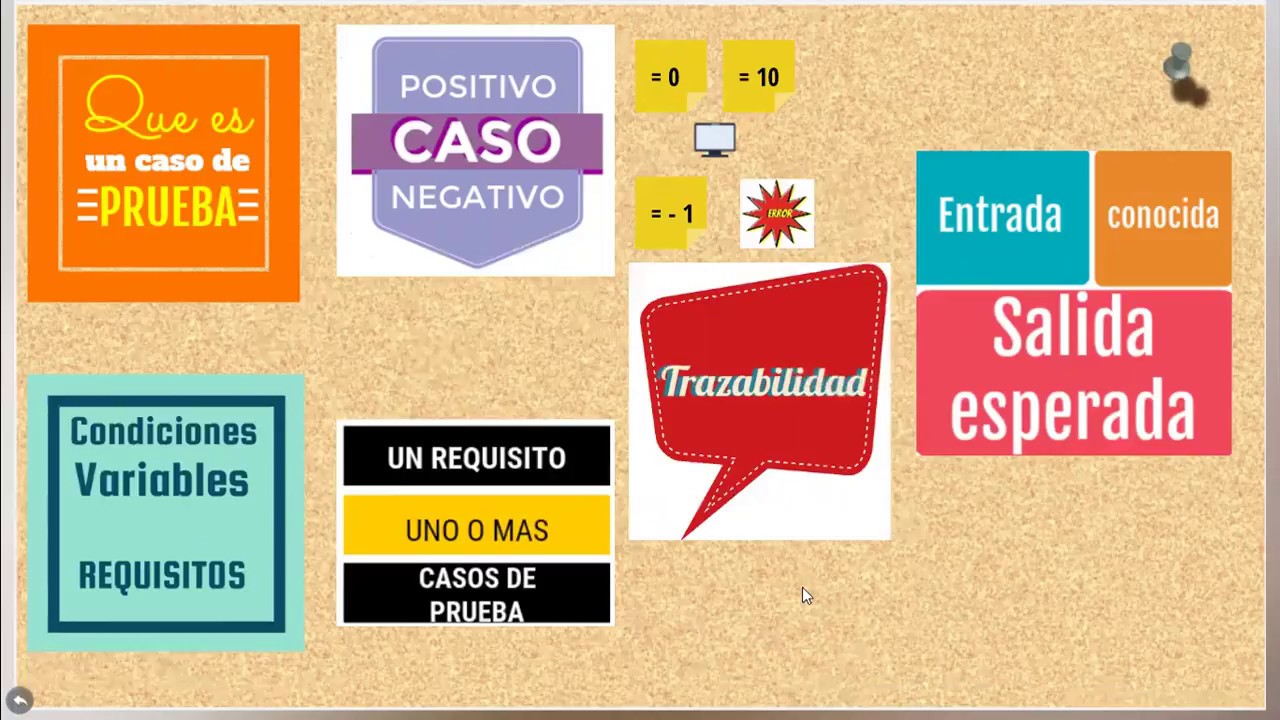 Que es
un caso de
PRUEBA
POSITIVO
CASO
NEGATIVO
= 0
= 10
= - 1
ERROR
Entrada
conocida
Salida
esperada
Trazabilidad
Condiciones
Variables
REQUISITOS
UN REQUISITO
UNO O MAS
CASOS DE
PRUEBA